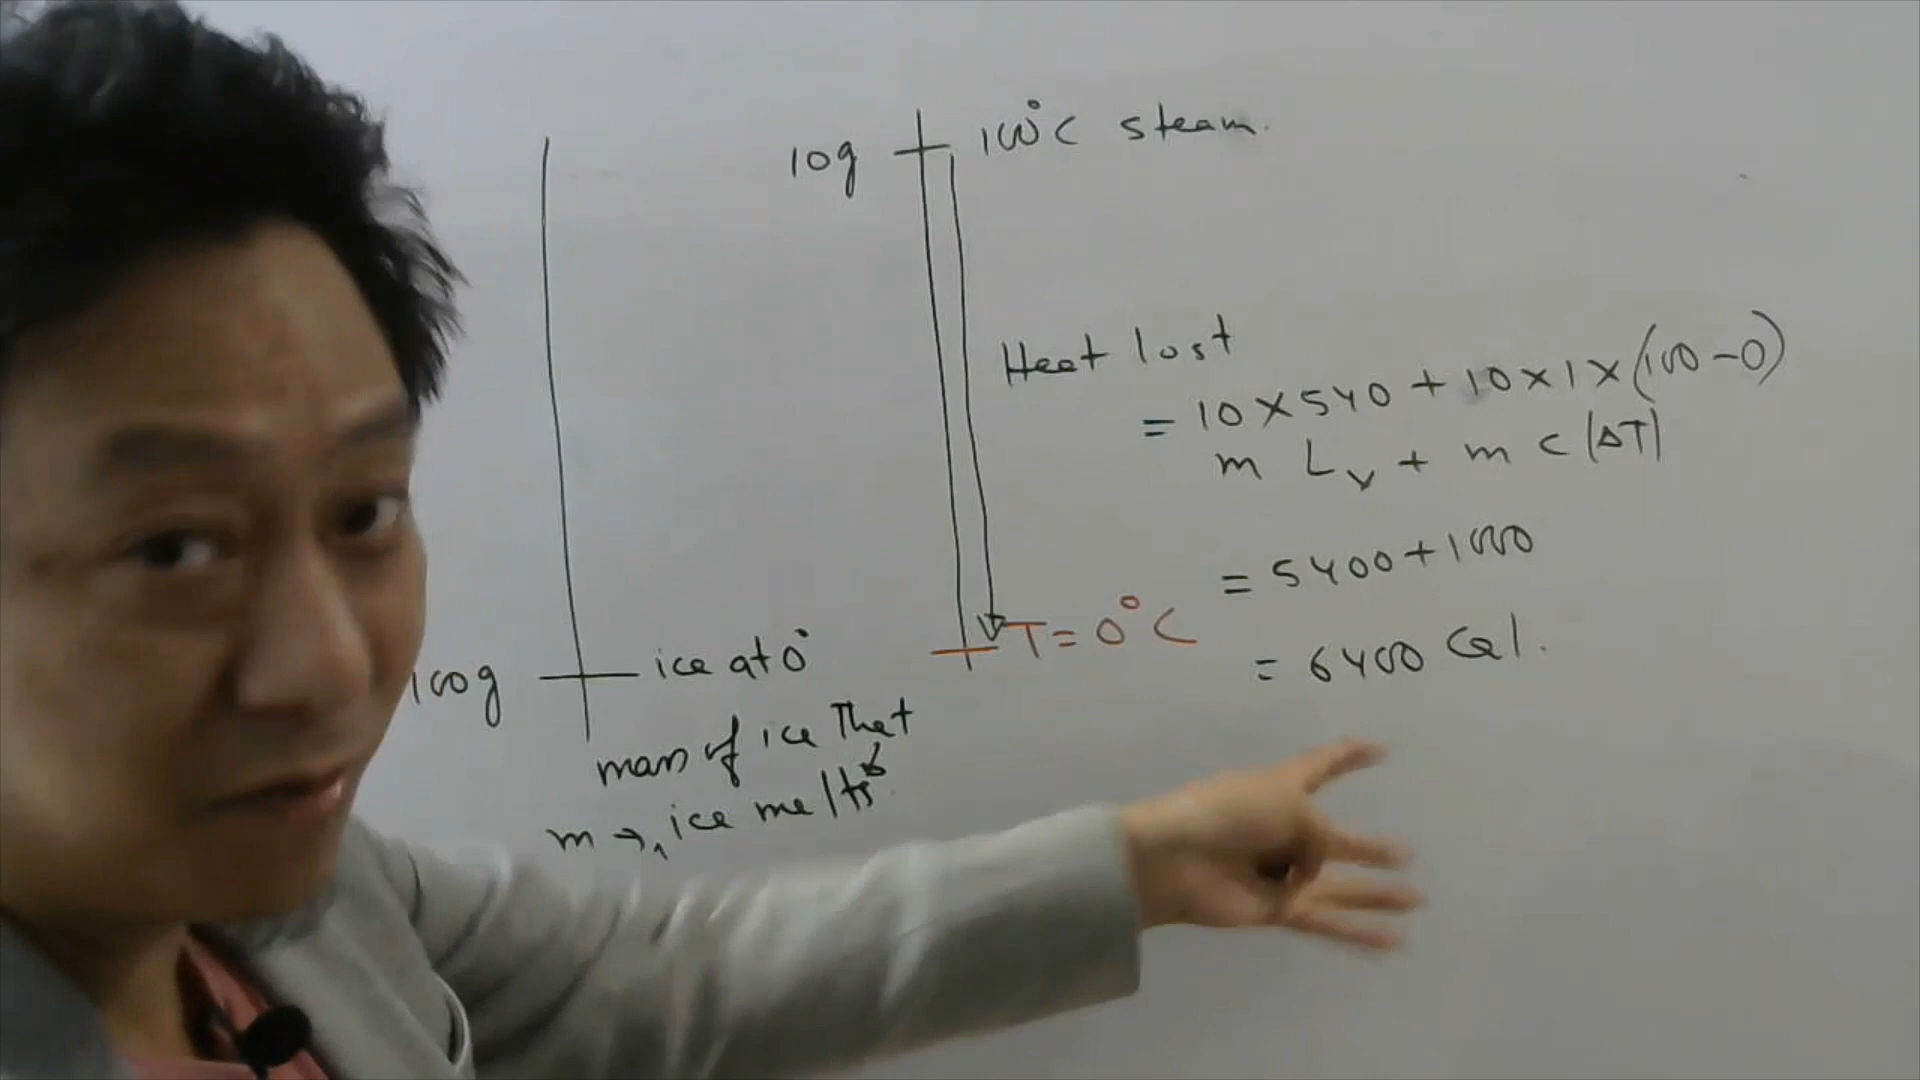 10g 100°C steam.
Heat lost
= 10 × 540 + 10 × 1 × (100 - 0)
m Lv + m c (ΔT)
= 5400 + 1000
T = 0°C
= 6400 Cal.
100g ice at 0°
mass of ice that
m → ice melts